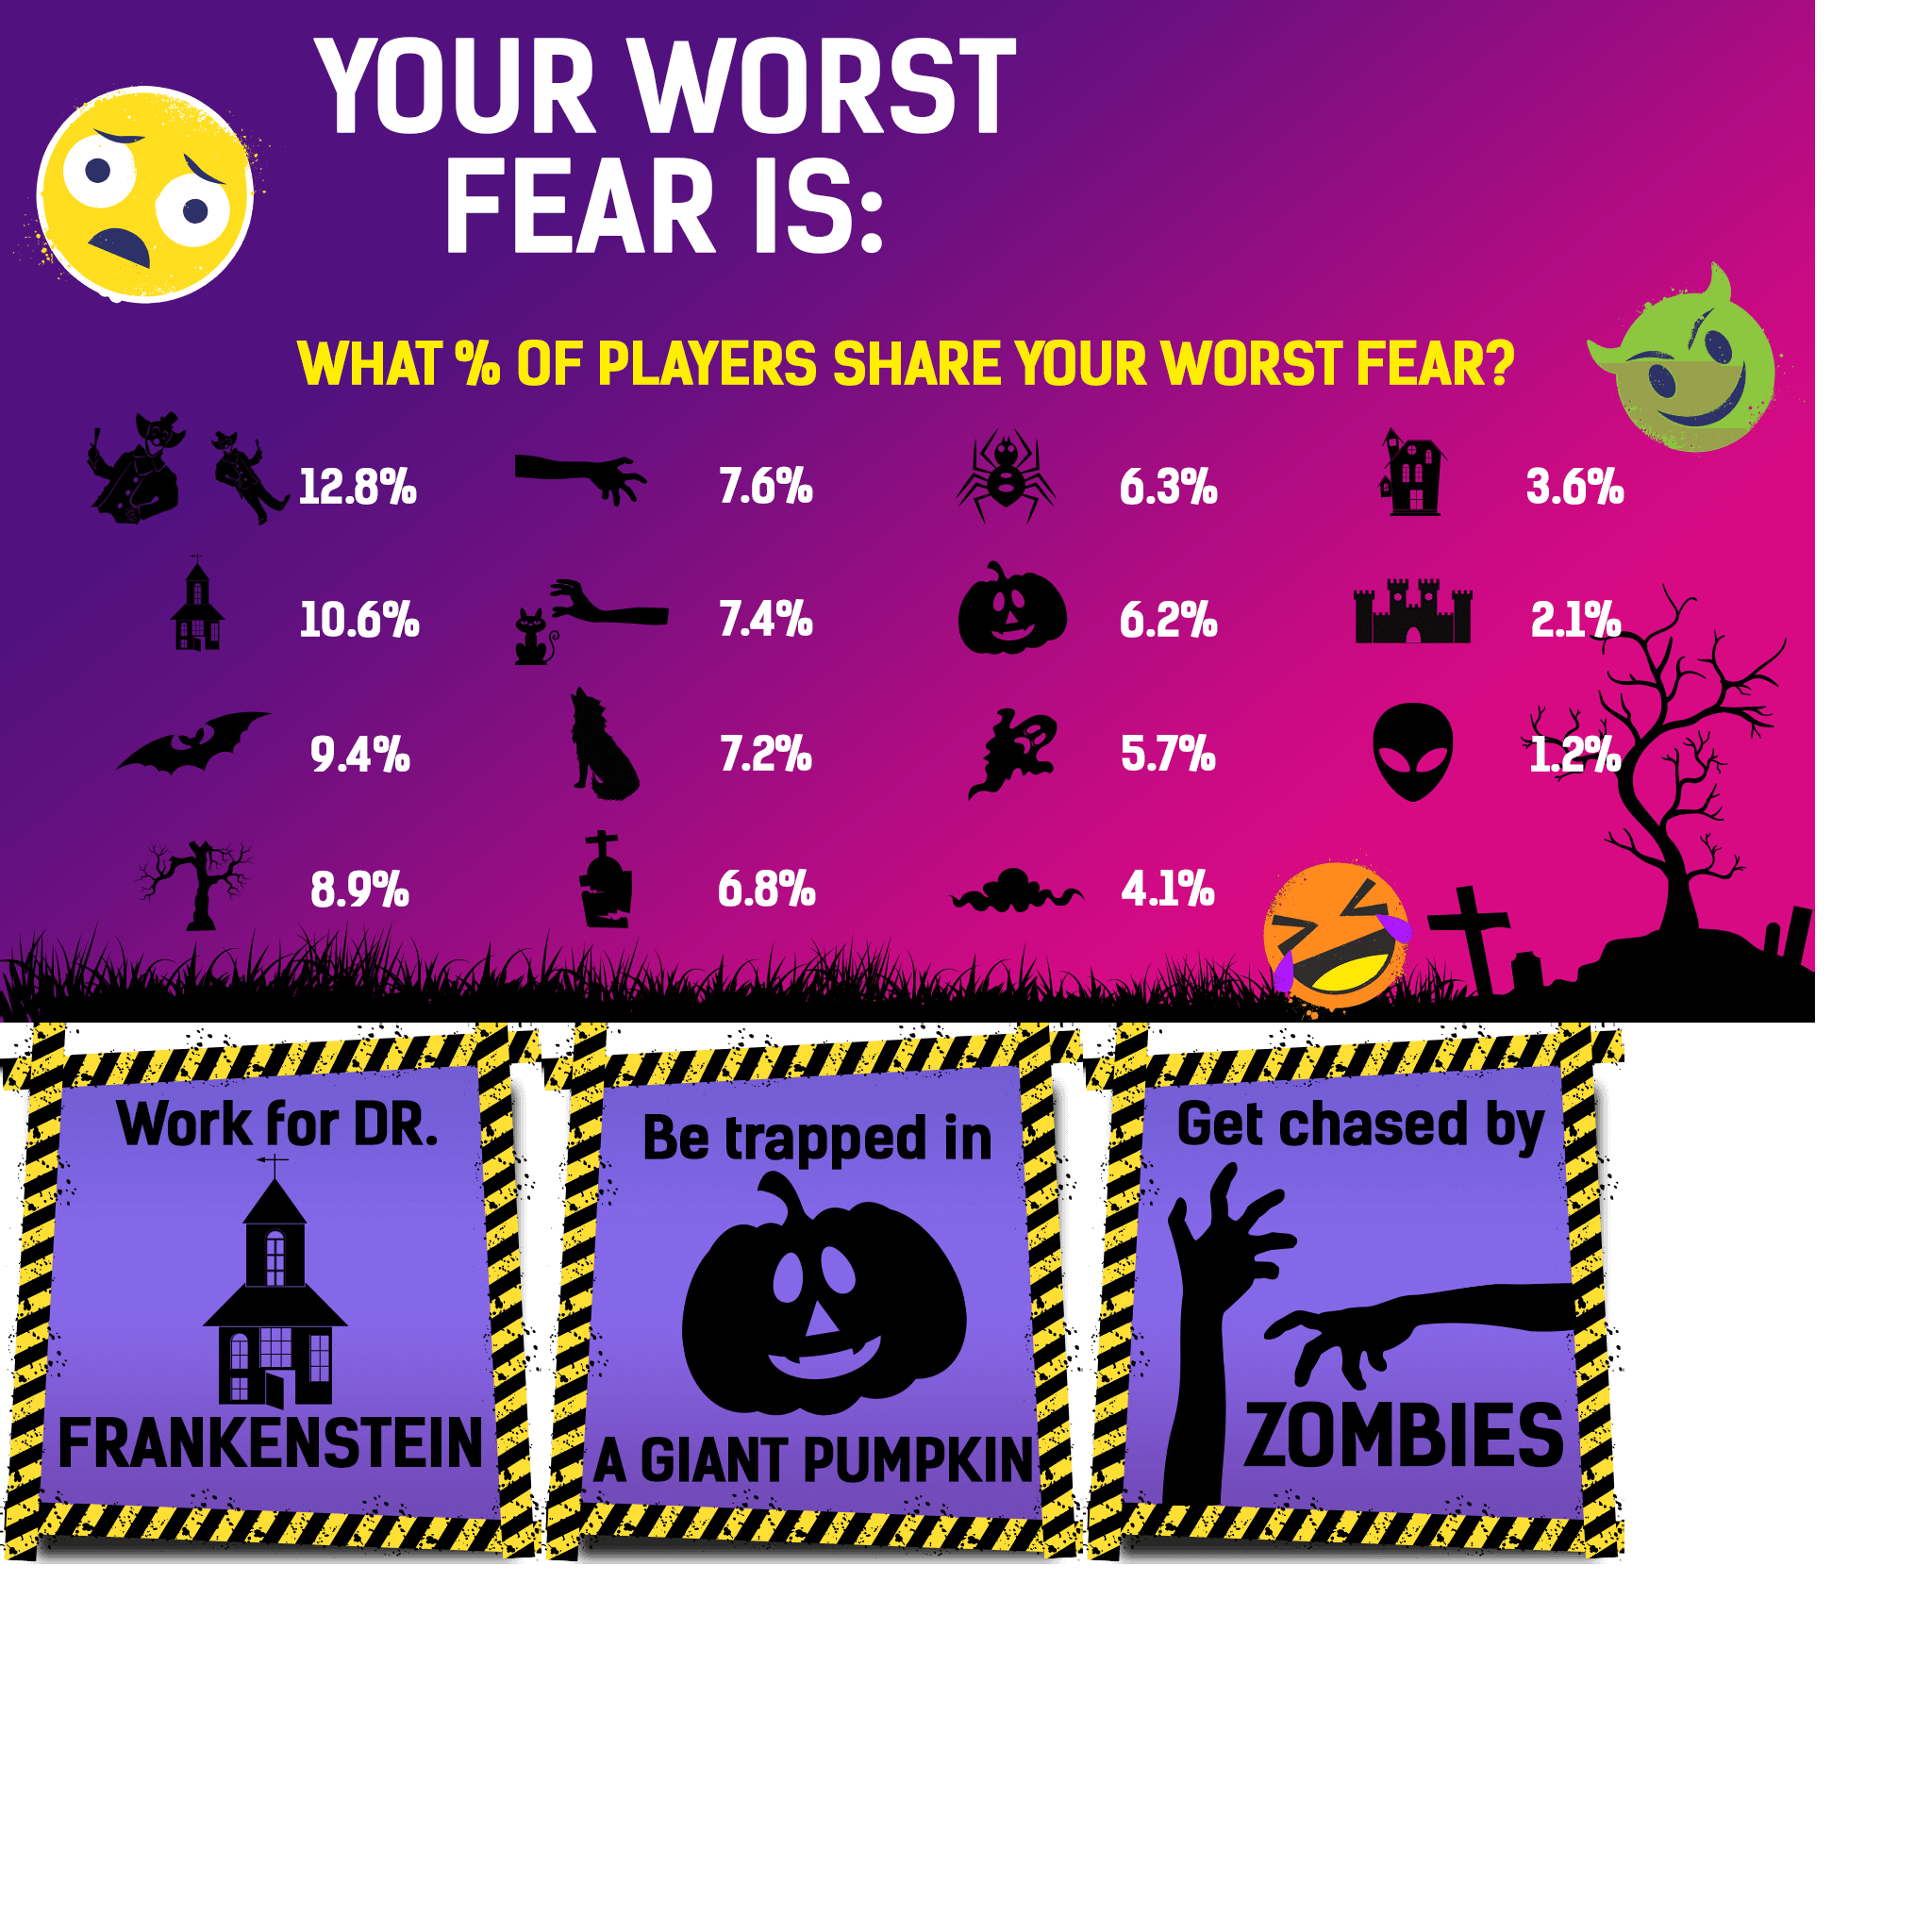 YOUR WORST
FEAR IS:
WHAT % OF PLAYERS SHARE YOUR WORST FEAR?
12.8% 7.6% 6.3% 3.6%
10.6% 7.4% 6.2% 2.1%
9.4% 7.2% 5.7% 1.2%
8.9% 6.8% 4.1%
Work for DR.
FRANKENSTEIN
Be trapped in
A GIANT PUMPKIN
Get chased by
ZOMBIES